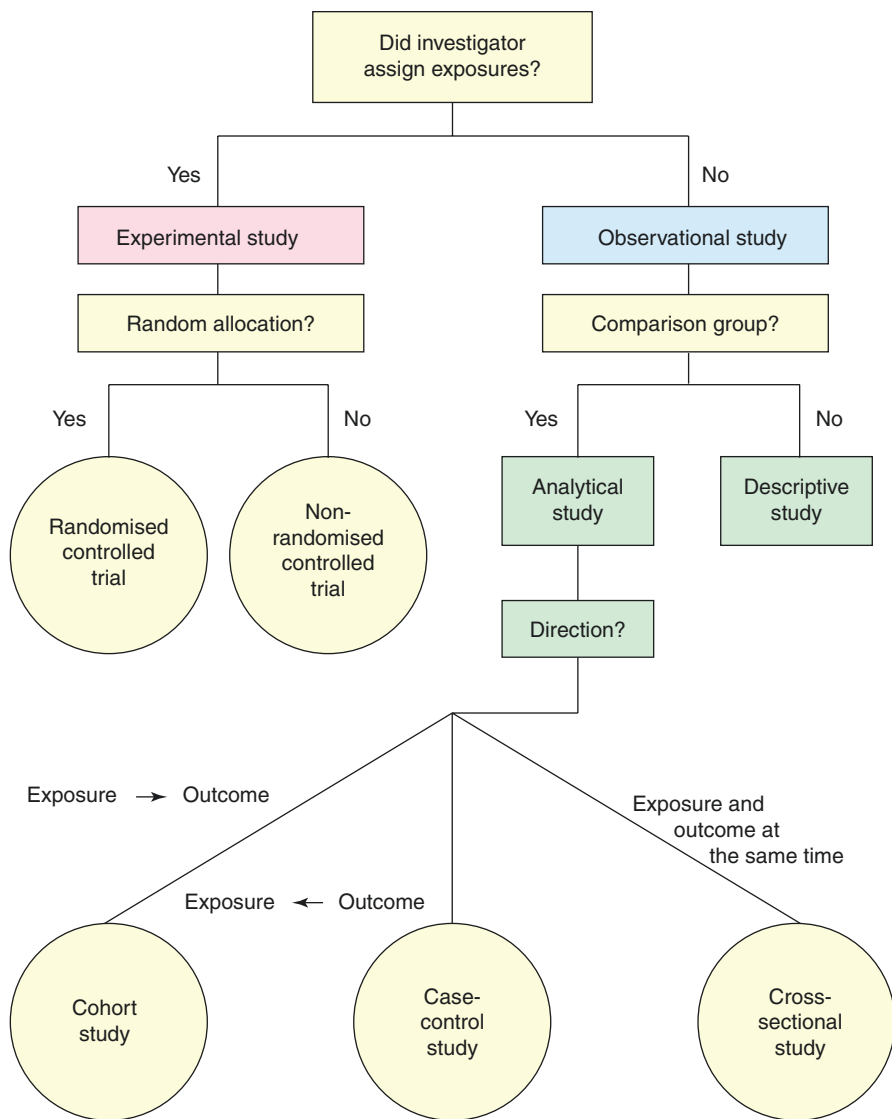 Did investigator
assign exposures?
Yes
No
Experimental study
Observational study
Random allocation?
Comparison group?
Yes
No
Yes
No
Randomised
controlled
trial
Non-
randomised
controlled
trial
Analytical
study
Descriptive
study
Direction?
Exposure → Outcome
Exposure and
outcome at
the same time
Exposure ← Outcome
Cohort
study
Case-
control
study
Cross-
sectional
study